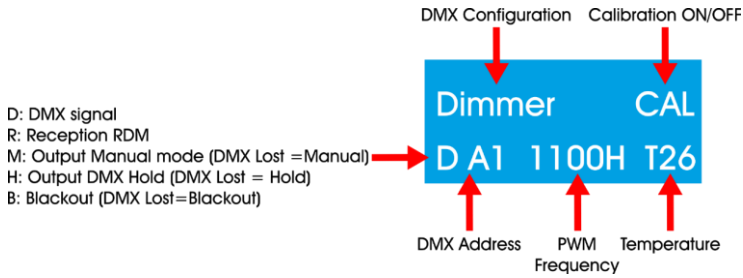 DMX Configuration Calibration ON/OFF
Dimmer CAL
D: DMX signal
R: Reception RDM
M: Output Manual mode (DMX Lost =Manual)
H: Output DMX Hold (DMX Lost = Hold)
B: Blackout (DMX Lost=Blackout)
D A1 1100H T26
DMX Address PWM Frequency Temperature